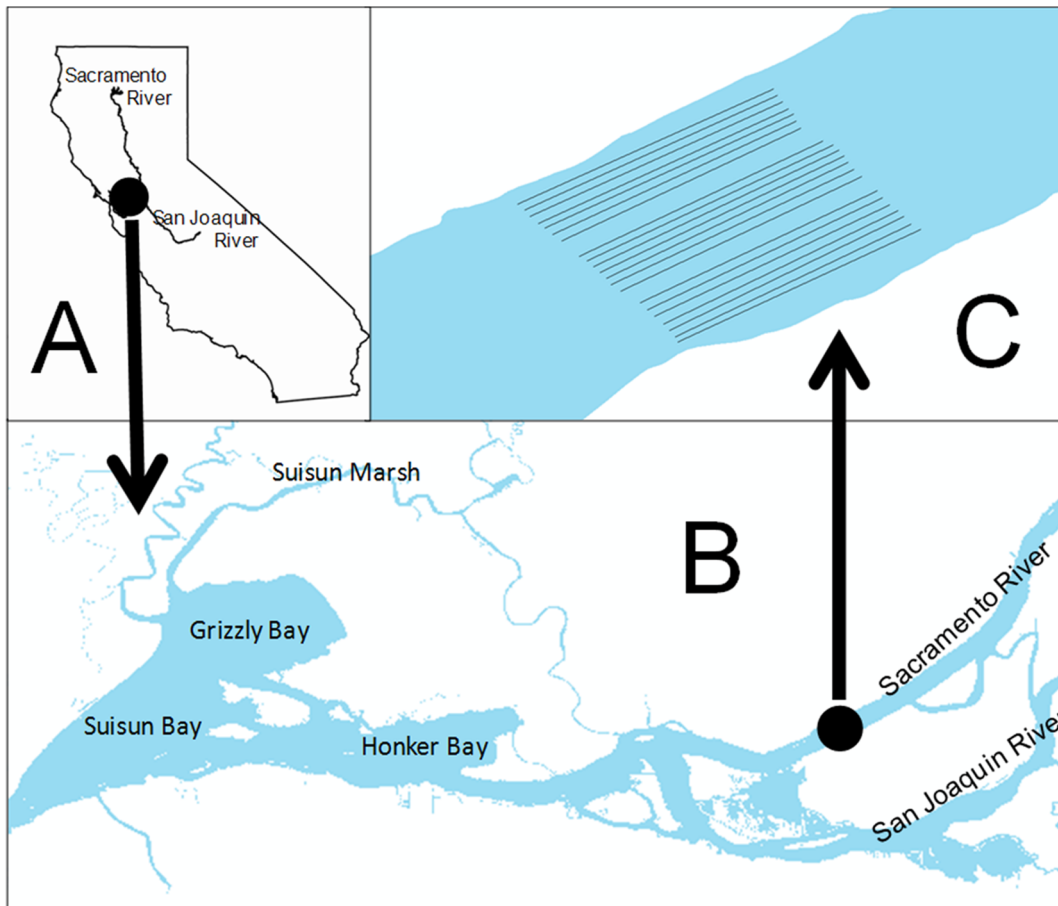 Sacramento
River
San Joaquin
River
A
C
Suisun Marsh
B
Grizzly Bay
Suisun Bay
Honker Bay
Sacramento River
San Joaquin River